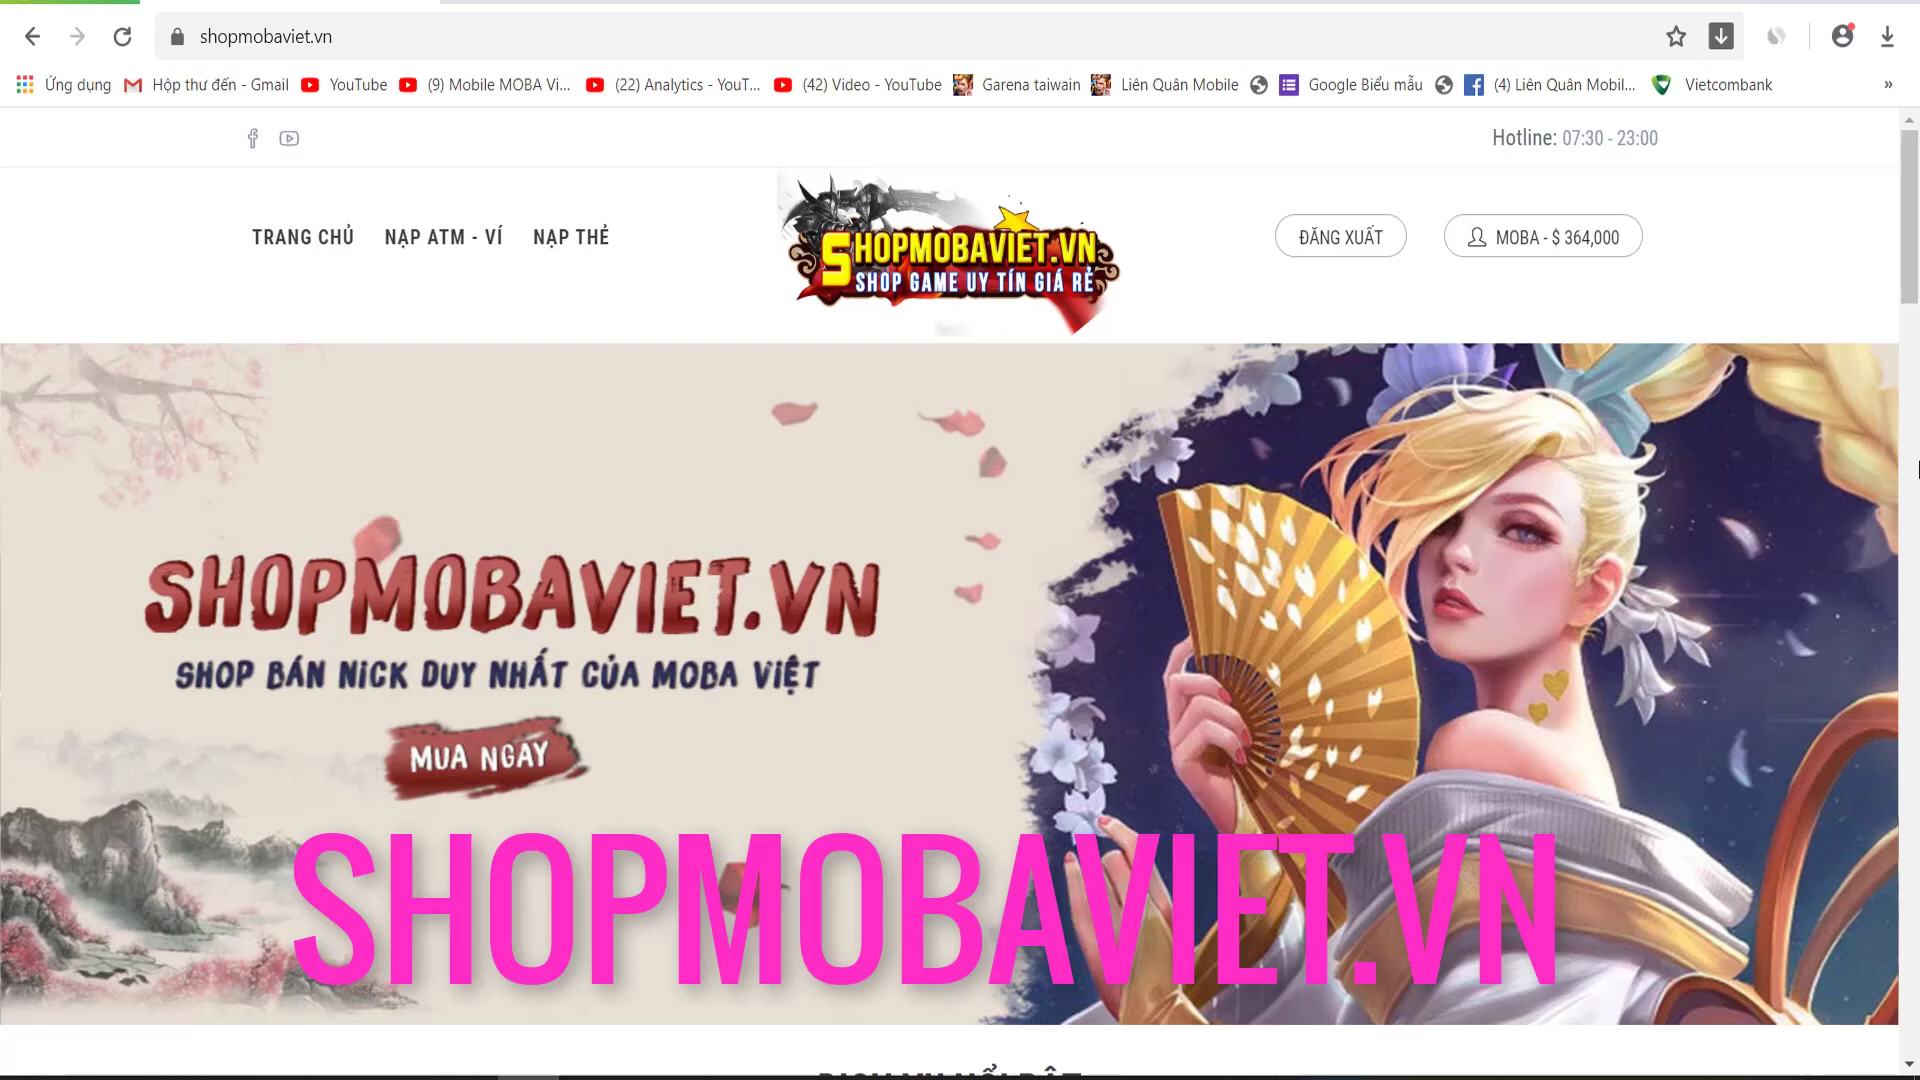 shopmobaviet.vn
Ứng dụng Hộp thư đến - Gmail YouTube (9) Mobile MOBA Vi... (22) Analytics - YouT... (42) Video - YouTube Garena taiwain Liên Quân Mobile Google Biểu mẫu (4) Liên Quân Mobil... Vietcombank »
Hotline: 07:30 - 23:00
TRANG CHỦ NẠP ATM - VÍ NẠP THẺ
SHOPMOBAVIET.VN
SHOP GAME UY TÍN GIÁ RẺ
ĐĂNG XUẤT MOBA - $ 364,000
SHOPMOBAVIET.VN
SHOP BÁN NICK DUY NHẤT CỦA MOBA VIỆT
MUA NGAY
SHOPMOBAVIET.VN